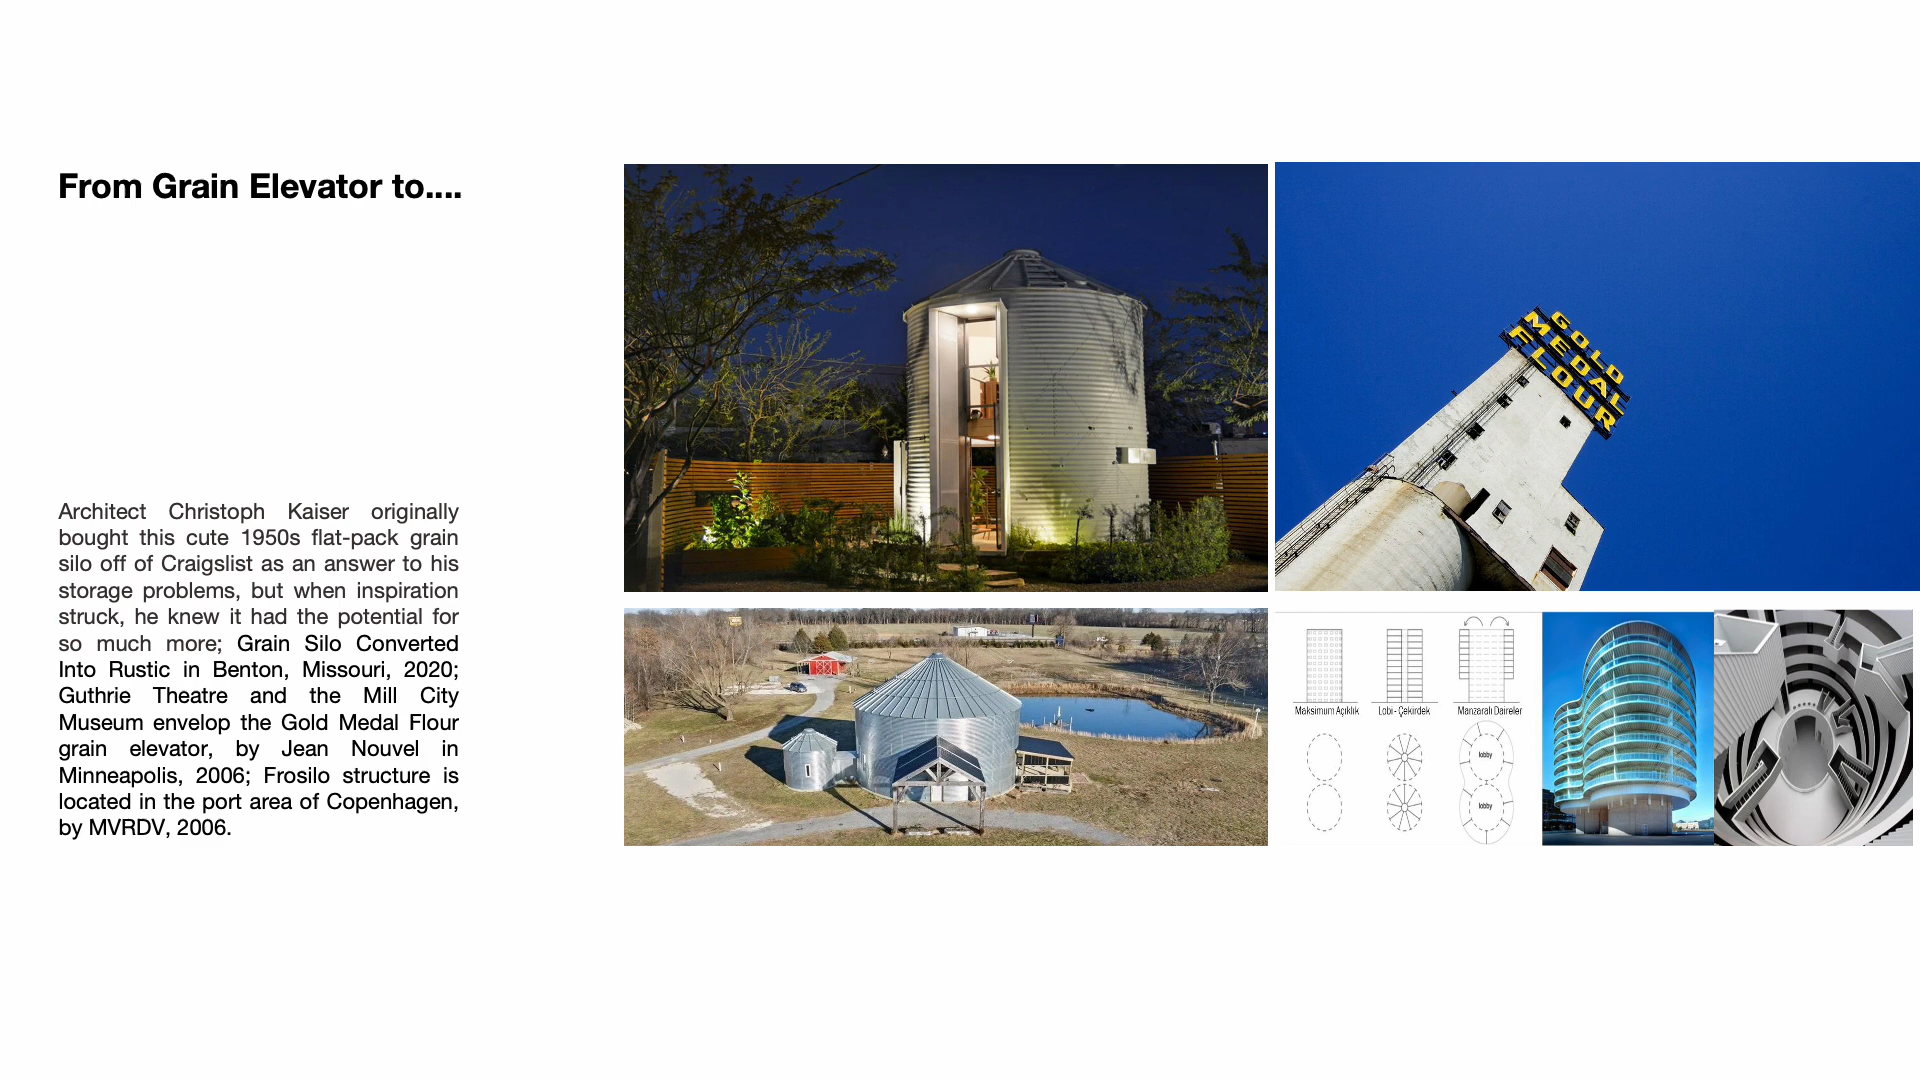 From Grain Elevator to....
Architect Christoph Kaiser originally
bought this cute 1950s flat-pack grain
silo off of Craigslist as an answer to his
storage problems, but when inspiration
struck, he knew it had the potential for
so much more; Grain Silo Converted
Into Rustic in Benton, Missouri, 2020;
Guthrie Theatre and the Mill City
Museum envelop the Gold Medal Flour
grain elevator, by Jean Nouvel in
Minneapolis, 2006; Frosilo structure is
located in the port area of Copenhagen,
by MVRDV, 2006.
GOLD
MEDAL
FLOUR
Maksimum Açıklık
Lobi - Çekirdek
Manzaralı Daireler
lobby
lobby